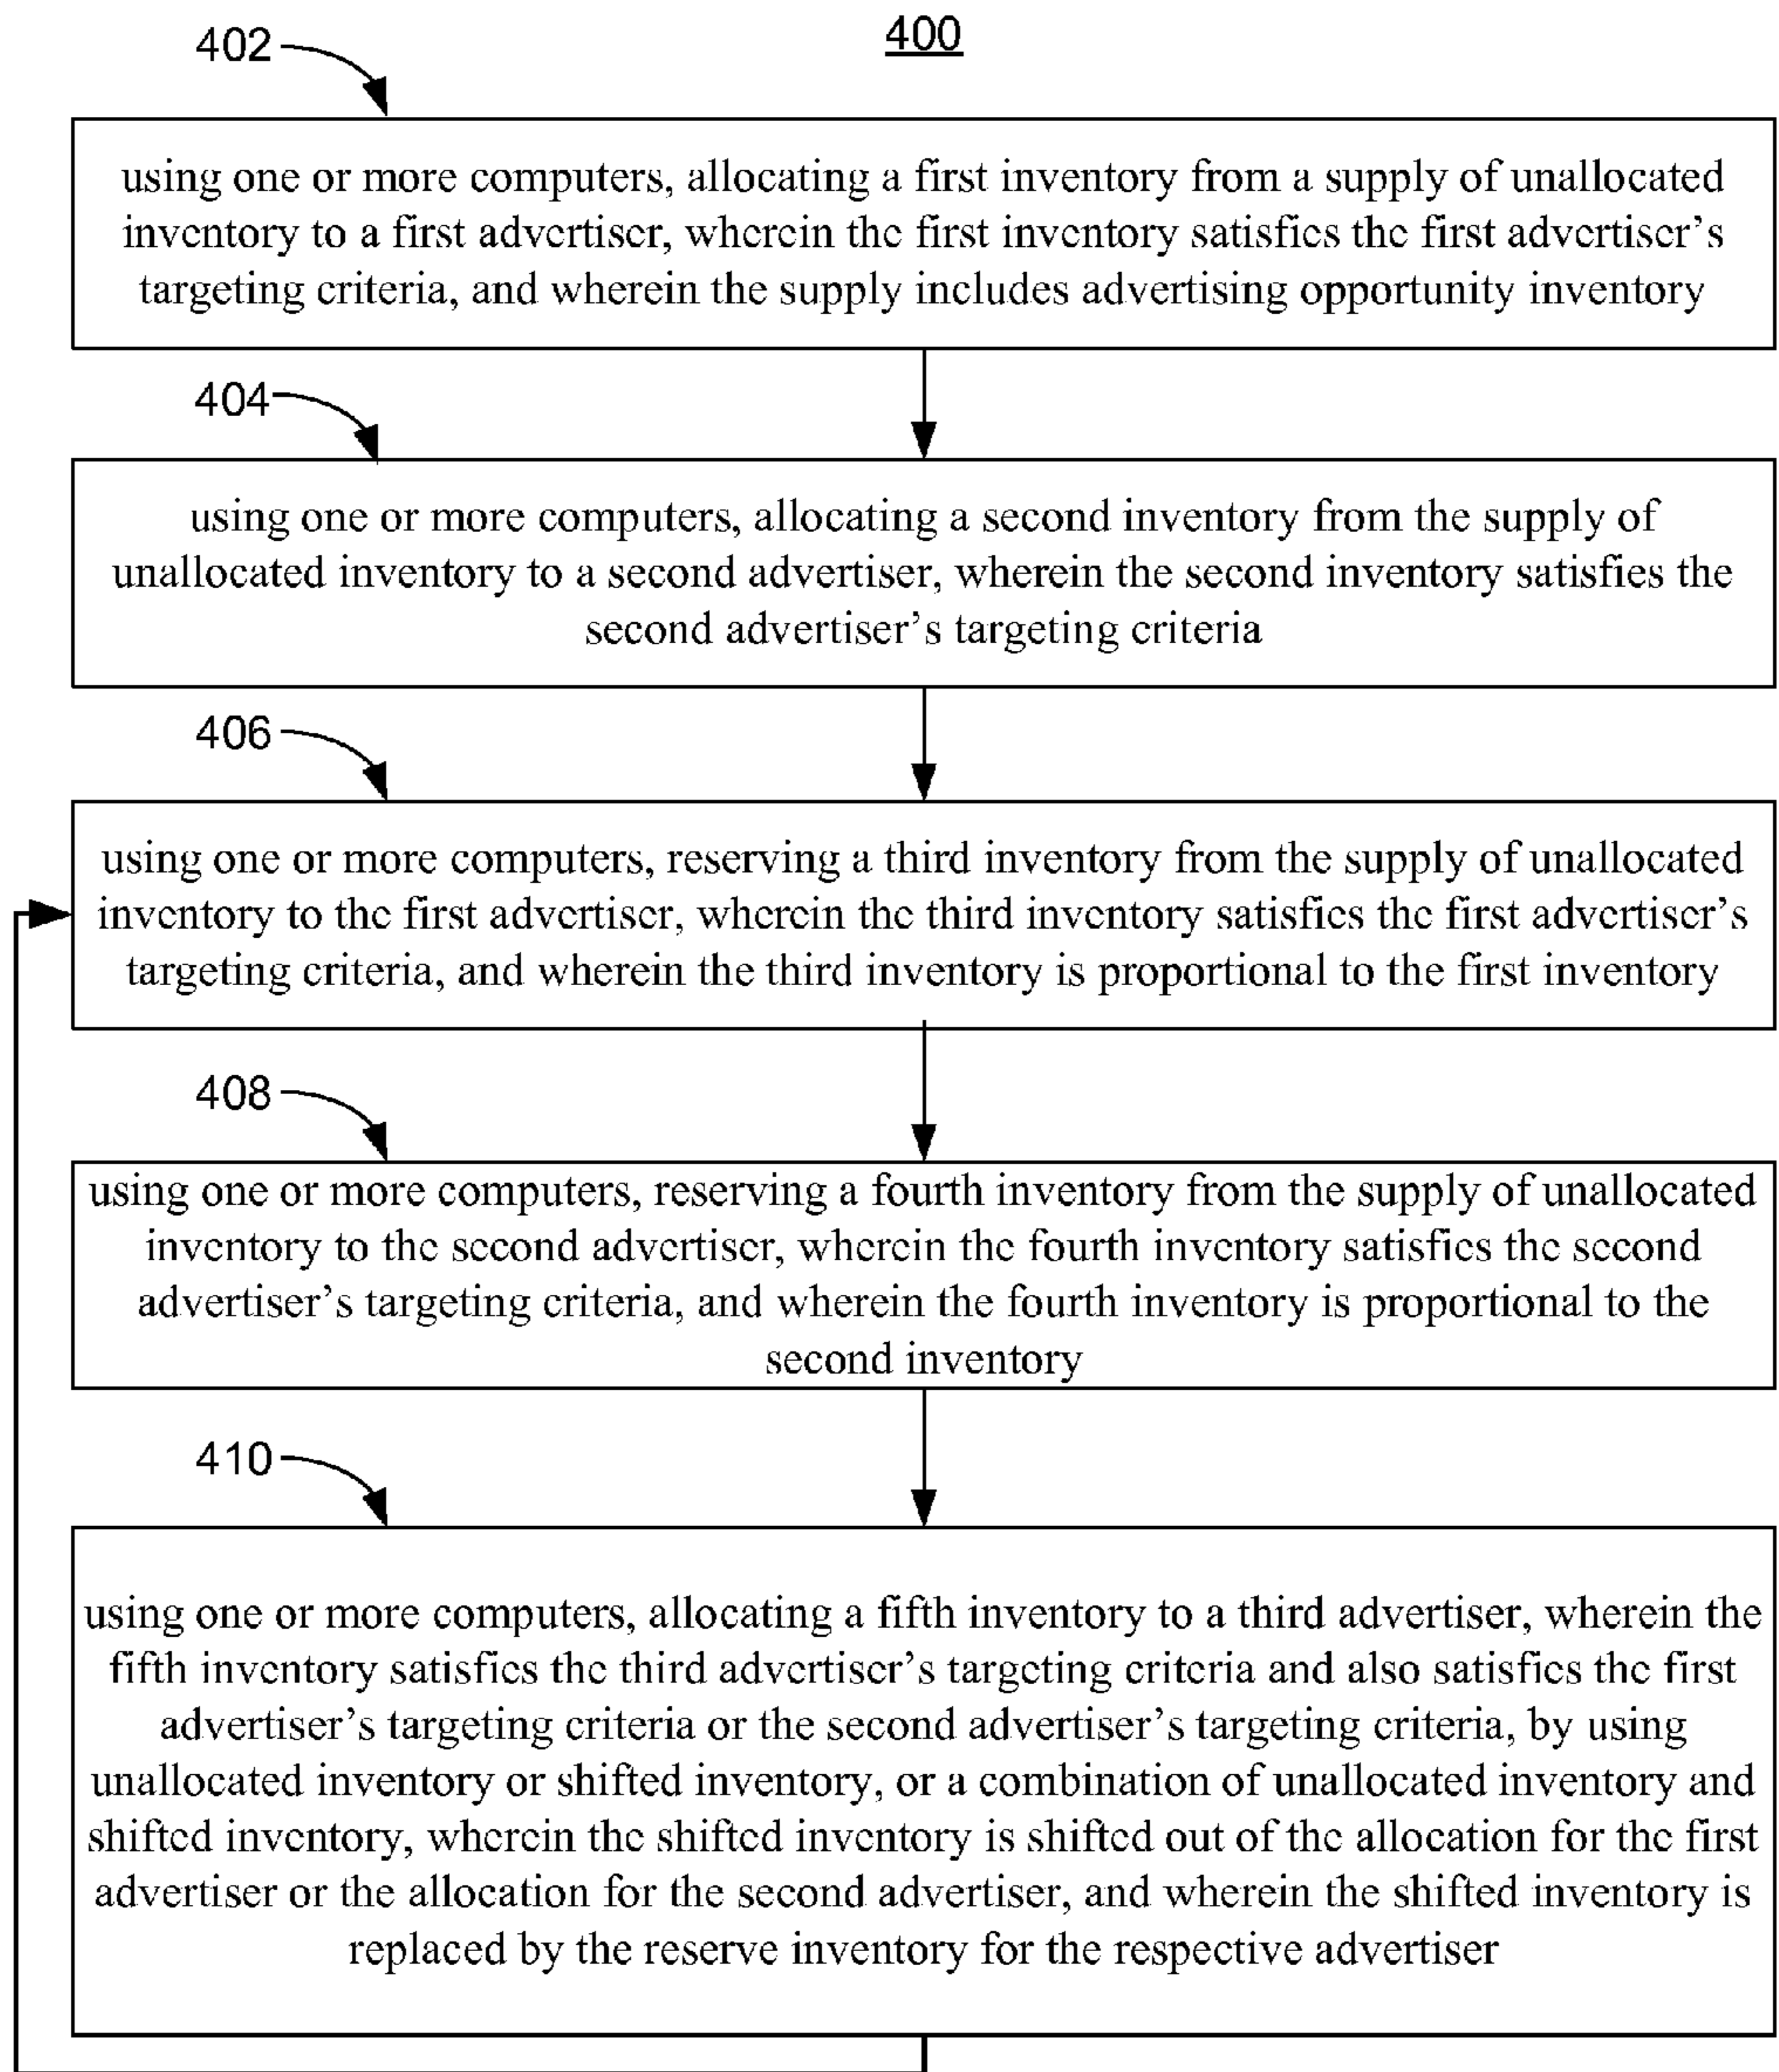 400
402
using one or more computers, allocating a first inventory from a supply of unallocated
inventory to a first advertiser, wherein the first inventory satisfies the first advertiser’s
targeting criteria, and wherein the supply includes advertising opportunity inventory
404
using one or more computers, allocating a second inventory from the supply of
unallocated inventory to a second advertiser, wherein the second inventory satisfies the
second advertiser’s targeting criteria
406
using one or more computers, reserving a third inventory from the supply of unallocated
inventory to the first advertiser, wherein the third inventory satisfies the first advertiser’s
targeting criteria, and wherein the third inventory is proportional to the first inventory
408
using one or more computers, reserving a fourth inventory from the supply of unallocated
inventory to the second advertiser, wherein the fourth inventory satisfies the second
advertiser’s targeting criteria, and wherein the fourth inventory is proportional to the
second inventory
410
using one or more computers, allocating a fifth inventory to a third advertiser, wherein the
fifth inventory satisfies the third advertiser’s targeting criteria and also satisfies the first
advertiser’s targeting criteria or the second advertiser’s targeting criteria, by using
unallocated inventory or shifted inventory, or a combination of unallocated inventory and
shifted inventory, wherein the shifted inventory is shifted out of the allocation for the first
advertiser or the allocation for the second advertiser, and wherein the shifted inventory is
replaced by the reserve inventory for the respective advertiser